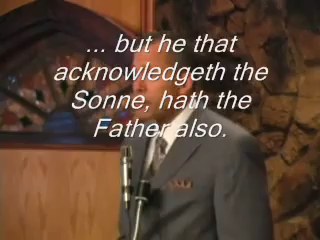 ... but he that
acknowledgeth the
Sonne, hath the
Father also.